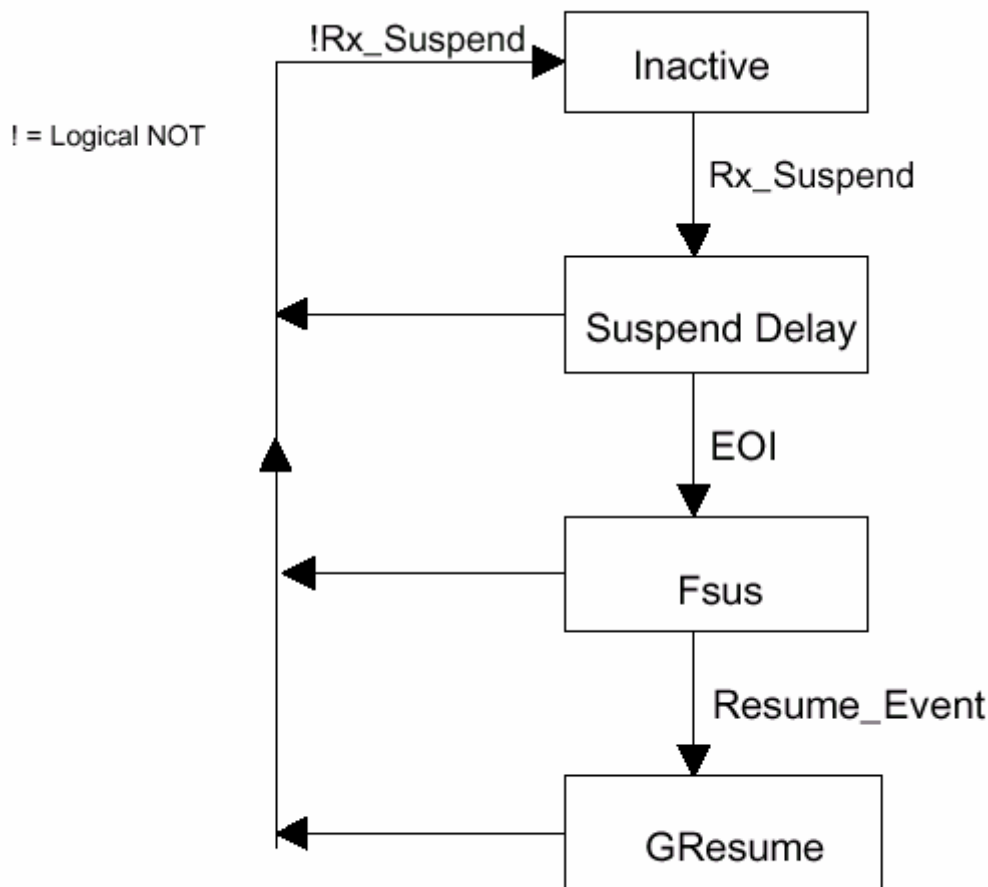 !Rx_Suspend
Inactive
! = Logical NOT
Rx_Suspend
Suspend Delay
EOI
Fsus
Resume_Event
GResume